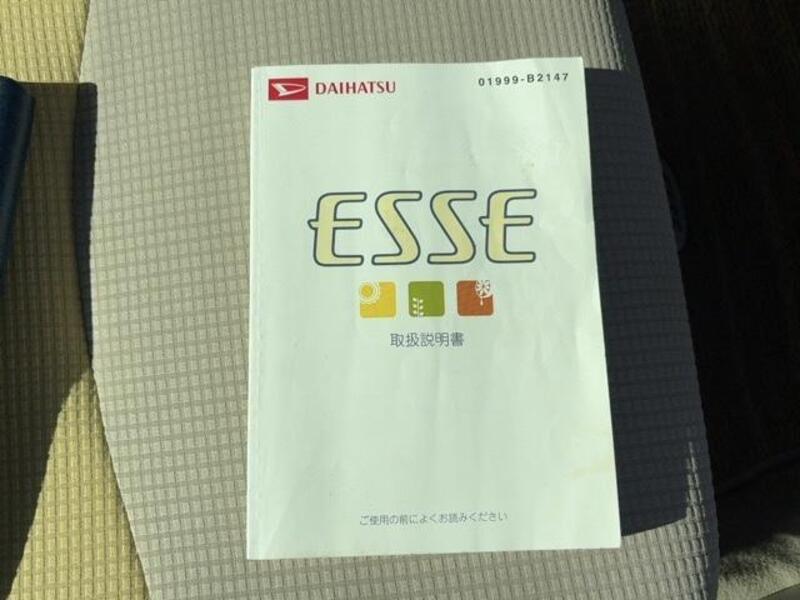 DAIHATSU
01999-B2147
ESSE
取扱説明書
ご使用の前によくお読みください